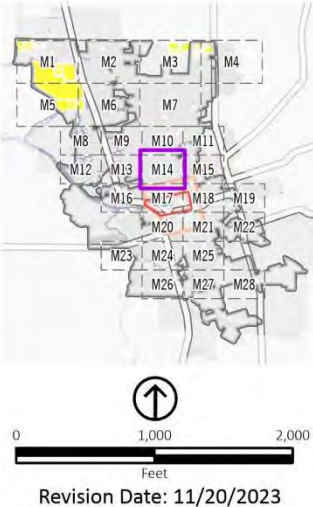 M1 M2 M3 M4
M5 M6 M7
M8 M9 M10 M11
M12 M13 M14 M15
M16 M17 M18 M19
M20 M21 M22
M23 M24 M25
M26 M27 M28
0 1,000 2,000
Feet
Revision Date: 11/20/2023